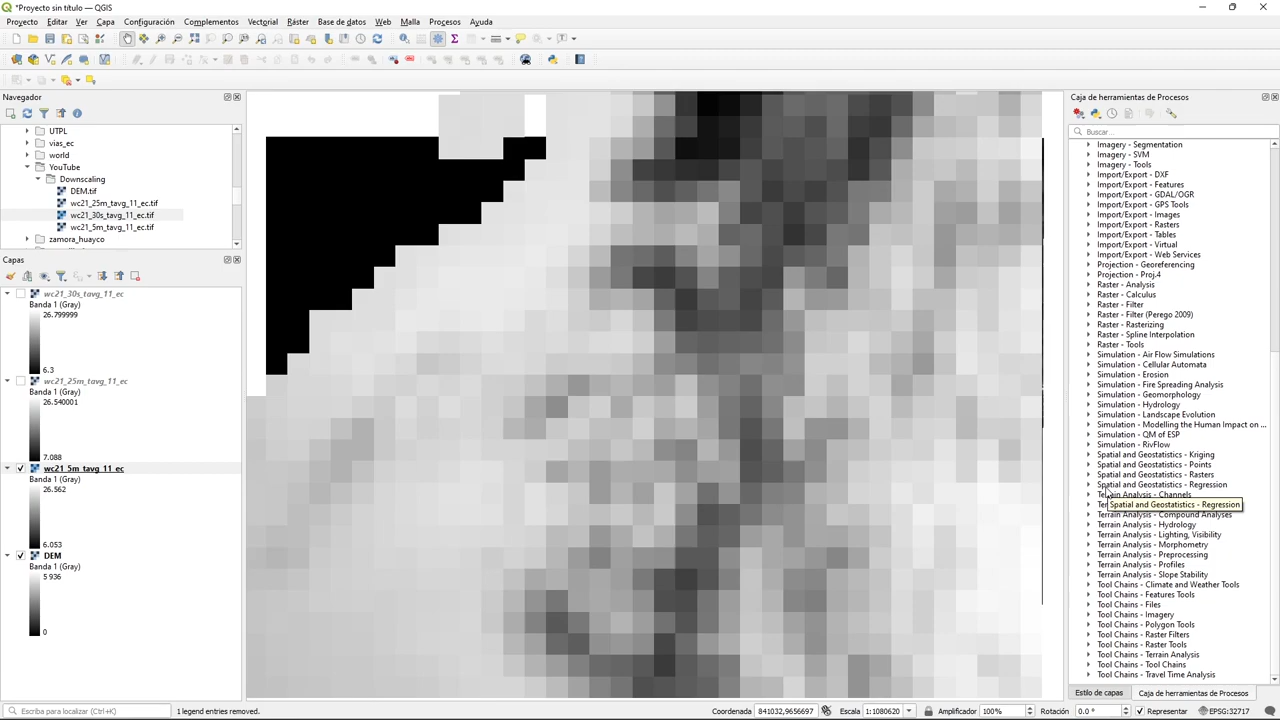 *Proyecto sin título — QGIS
Proyecto Editar Ver Capa Configuración Complementos Vectorial Ráster Base de datos Web Malla Procesos Ayuda
Navegador
UTPL
vias_ec
world
YouTube
Downscaling
DEM.tif
wc21_25m_tavg_11_ec.tif
wc21_30s_tavg_11_ec.tif
wc21_5m_tavg_11_ec.tif
zamora_huayco
Capas
wc21_30s_tavg_11_ec
Banda 1 (Gray)
26.799999
6.3
wc21_25m_tavg_11_ec
Banda 1 (Gray)
26.540001
7.088
wc21_5m_tavg_11_ec
Banda 1 (Gray)
26.562
6.053
DEM
Banda 1 (Gray)
5 936
0
Caja de herramientas de Procesos
Buscar...
Imagery - Segmentation
Imagery - SVM
Imagery - Tools
Import/Export - DXF
Import/Export - Features
Import/Export - GDAL/OGR
Import/Export - GPS Tools
Import/Export - Images
Import/Export - Rasters
Import/Export - Tables
Import/Export - Virtual
Import/Export - Web Services
Projection - Georeferencing
Projection - Proj.4
Raster - Analysis
Raster - Calculus
Raster - Filter
Raster - Filter (Perego 2009)
Raster - Rasterizing
Raster - Spline Interpolation
Raster - Tools
Simulation - Air Flow Simulations
Simulation - Cellular Automata
Simulation - Erosion
Simulation - Fire Spreading Analysis
Simulation - Geomorphology
Simulation - Hydrology
Simulation - Landscape Evolution
Simulation - Modelling the Human Impact on ...
Simulation - QM of ESP
Simulation - RivFlow
Spatial and Geostatistics - Kriging
Spatial and Geostatistics - Points
Spatial and Geostatistics - Rasters
Spatial and Geostatistics - Regression
Terrain Analysis - Channels
Spatial and Geostatistics - Regression
Terrain Analysis - Compound Analyses
Terrain Analysis - Hydrology
Terrain Analysis - Lighting, Visibility
Terrain Analysis - Morphometry
Terrain Analysis - Preprocessing
Terrain Analysis - Profiles
Terrain Analysis - Slope Stability
Tool Chains - Climate and Weather Tools
Tool Chains - Features Tools
Tool Chains - Files
Tool Chains - Imagery
Tool Chains - Polygon Tools
Tool Chains - Raster Filters
Tool Chains - Raster Tools
Tool Chains - Terrain Analysis
Tool Chains - Tool Chains
Tool Chains - Travel Time Analysis
Estilo de capas Caja de herramientas de Procesos
Escriba para localizar (Ctrl+K) 1 legend entries removed. Coordenada 841032,9656697 Escala 1:1080620 Amplificador 100% Rotación 0.0 ° Representar EPSG:32717